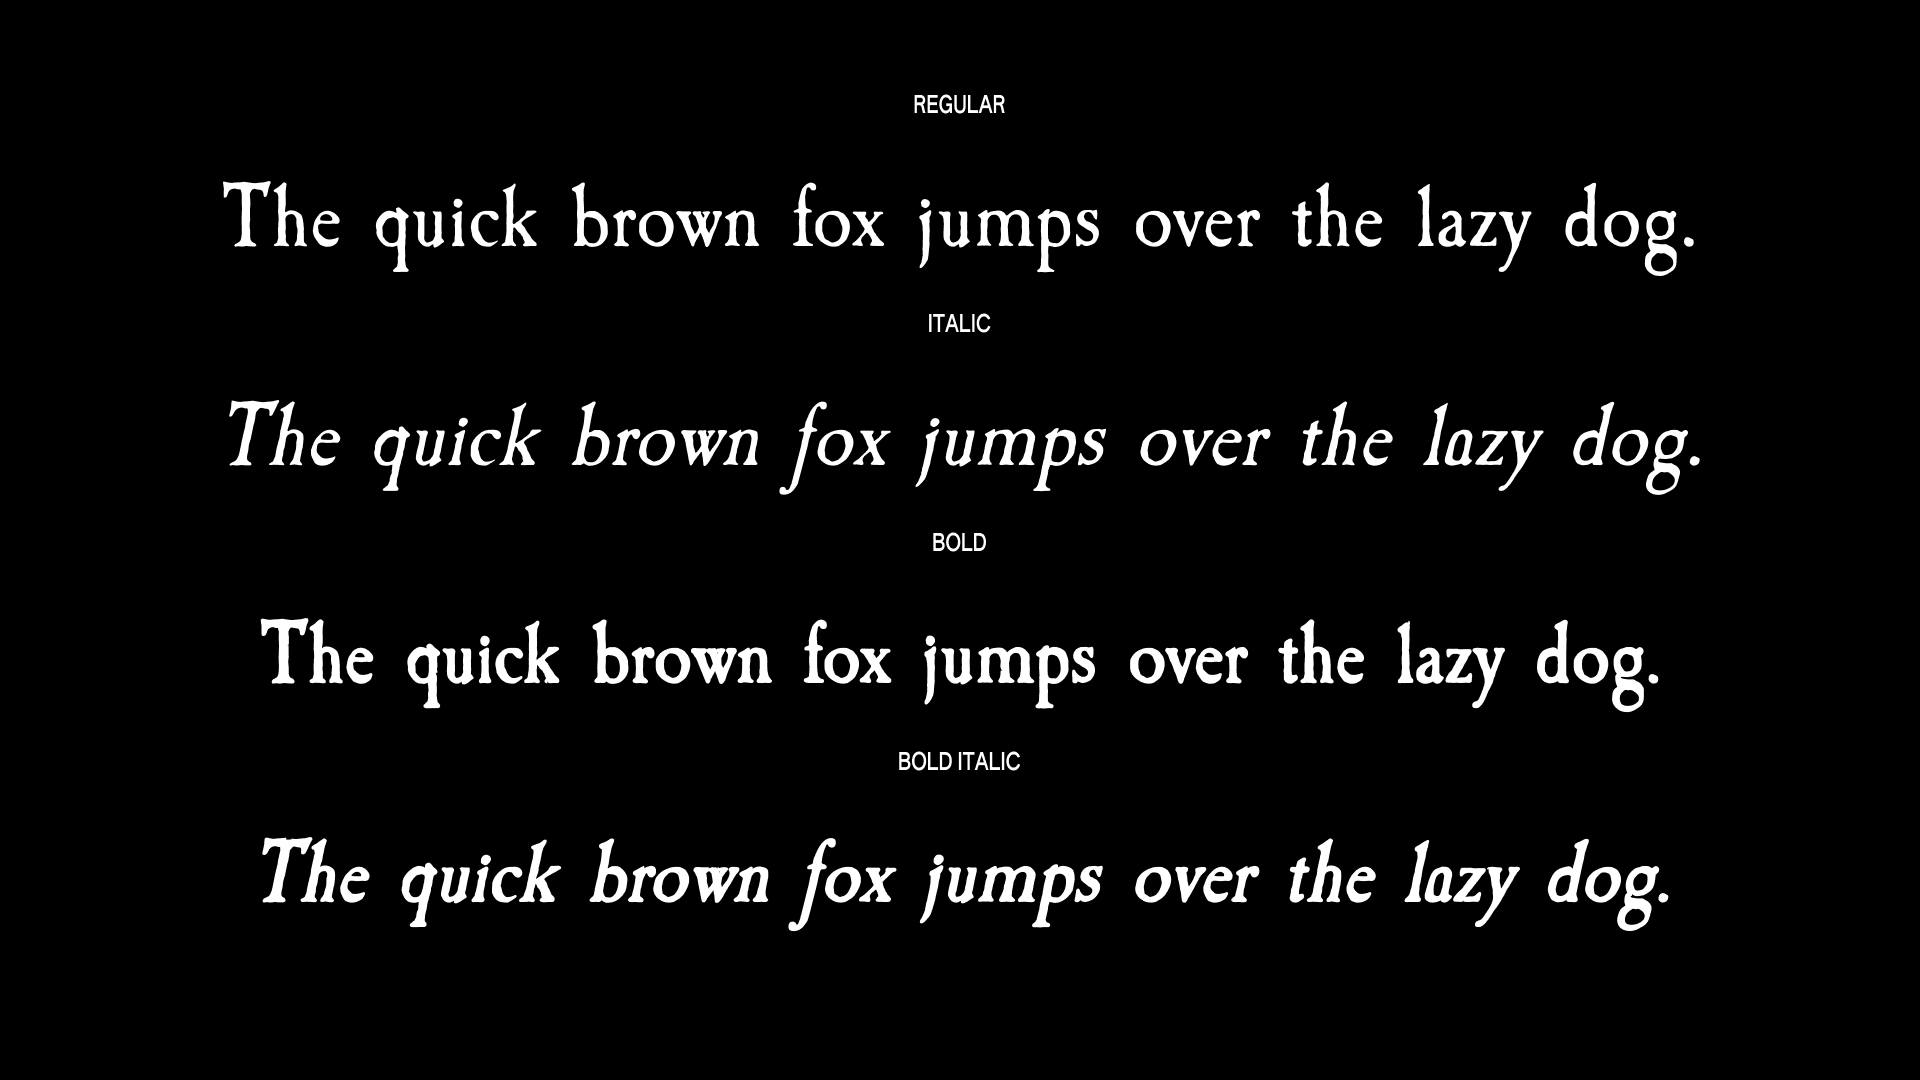 REGULAR
The quick brown fox jumps over the lazy dog.
ITALIC
The quick brown fox jumps over the lazy dog.
BOLD
The quick brown fox jumps over the lazy dog.
BOLD ITALIC
The quick brown fox jumps over the lazy dog.